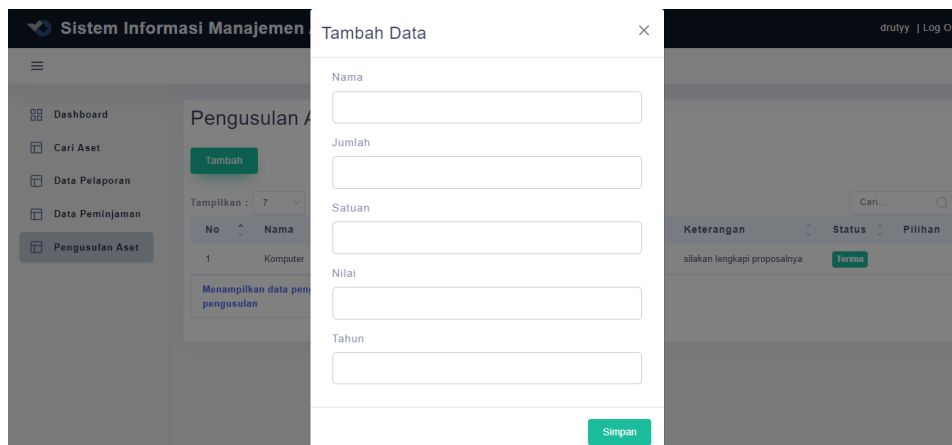 Sistem Informasi Manajemen
drutyy | Log O
Tambah Data
Dashboard
Cari Aset
Data Pelaporan
Data Peminjaman
Pengusulan Aset
Pengusulan A
Tambah
Tampilkan : 7
Cari...
No Nama Keterangan Status Pilihan
1 Komputer silakan lengkapi proposalnya Terima
Menampilkan data peng
pengusulan
Nama
Jumlah
Satuan
Nilai
Tahun
Simpan